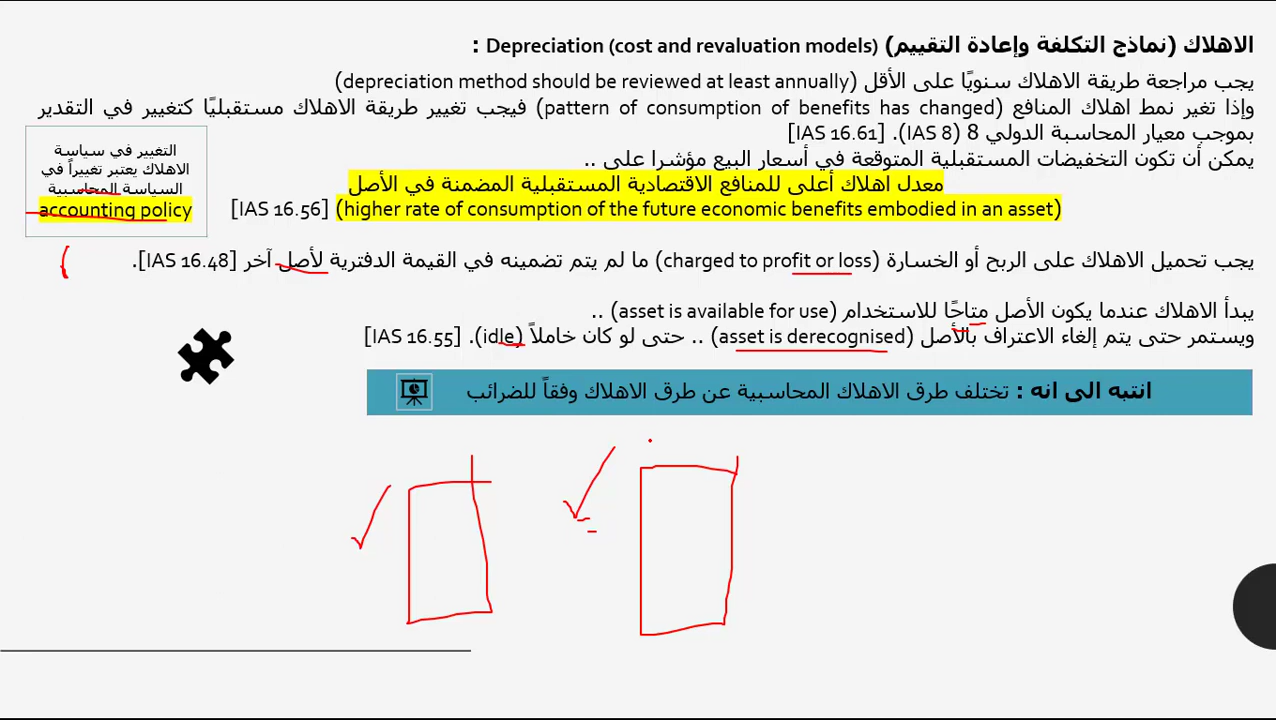 الاهلاك (نماذج التكلفة وإعادة التقييم) Depreciation (cost and revaluation models) :
يجب مراجعة طريقة الاهلاك سنويًا على الأقل (depreciation method should be reviewed at least annually)
وإذا تغير نمط اهلاك المنافع (pattern of consumption of benefits has changed) فيجب تغيير طريقة الاهلاك مستقبليًا كتغيير في التقدير
بموجب معيار المحاسبة الدولي 8 (IAS 8). [IAS 16.61]
يمكن أن تكون التخفيضات المستقبلية المتوقعة في أسعار البيع مؤشرا على ..
معدل اهلاك أعلى للمنافع الاقتصادية المستقبلية المضمنة في الأصل
(higher rate of consumption of the future economic benefits embodied in an asset) [IAS 16.56]
التغيير في سياسة
الاهلاك يعتبر تغييراً في
السياسة المحاسبية
accounting policy
يجب تحميل الاهلاك على الربح أو الخسارة (charged to profit or loss) ما لم يتم تضمينه في القيمة الدفترية لأصل آخر [IAS 16.48].
يبدأ الاهلاك عندما يكون الأصل متاحًا للاستخدام (asset is available for use) ..
ويستمر حتى يتم إلغاء الاعتراف بالأصل (asset is derecognised) .. حتى لو كان خاملاً (idle). [IAS 16.55]
انتبه الى انه : تختلف طرق الاهلاك المحاسبية عن طرق الاهلاك وفقاً للضرائب